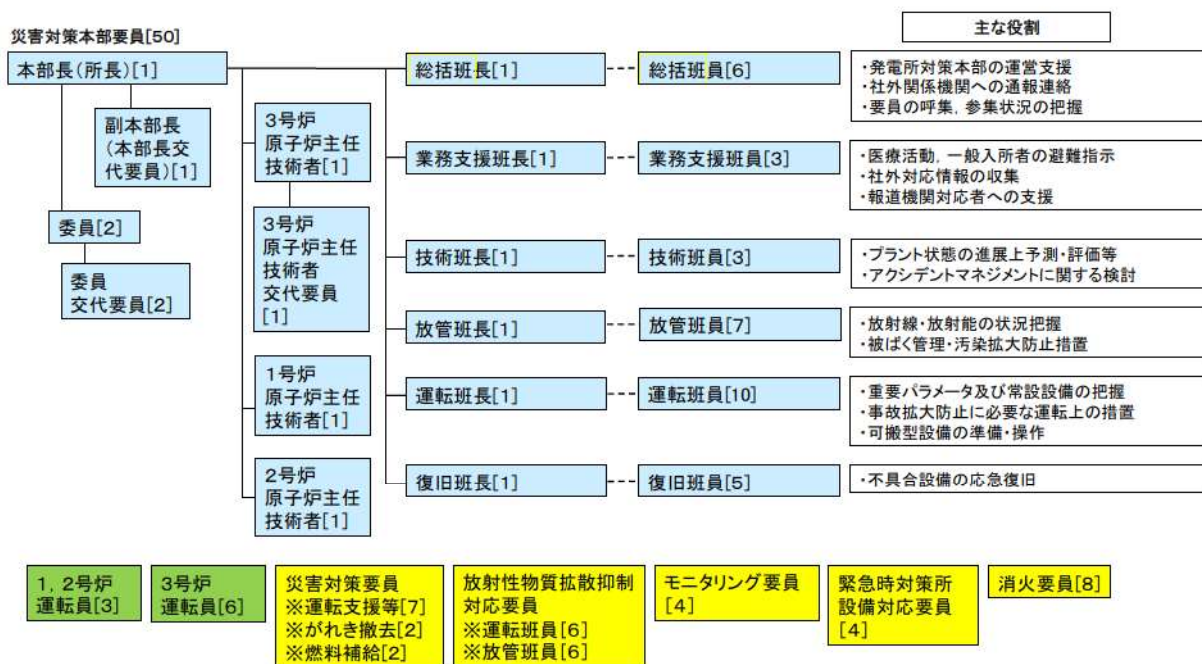 災害対策本部要員[50]
主な役割
本部長(所長)[1]
総括班長[1]
総括班員[6]
・発電所対策本部の運営支援
・社外関係機関への通報連絡
・要員の呼集, 参集状況の把握
副本部長
(本部長交
代要員)[1]
3号炉
原子炉主任
技術者[1]
業務支援班長[1]
業務支援班員[3]
・医療活動, 一般入所者の避難指示
・社外対応情報の収集
・報道機関対応者への支援
委員[2]
委員
交代要員[2]
3号炉
原子炉主任
技術者
交代要員
[1]
技術班長[1]
技術班員[3]
・プラント状態の進展上予測・評価等
・アクシデントマネジメントに関する検討
放管班長[1]
放管班員[7]
・放射線・放射能の状況把握
・被ばく管理・汚染拡大防止措置
1号炉
原子炉主任
技術者[1]
運転班長[1]
運転班員[10]
・重要パラメータ及び常設設備の把握
・事故拡大防止に必要な運転上の措置
・可搬型設備の準備・操作
2号炉
原子炉主任
技術者[1]
復旧班長[1]
復旧班員[5]
・不具合設備の応急復旧
1, 2号炉
運転員[3]
3号炉
運転員[6]
災害対策要員
※運転支援等[7]
※がれき撤去[2]
※燃料補給[2]
放射性物質拡散抑制
対応要員
※運転班員[6]
※放管班員[6]
モニタリング要員
[4]
緊急時対策所
設備対応要員
[4]
消火要員[8]